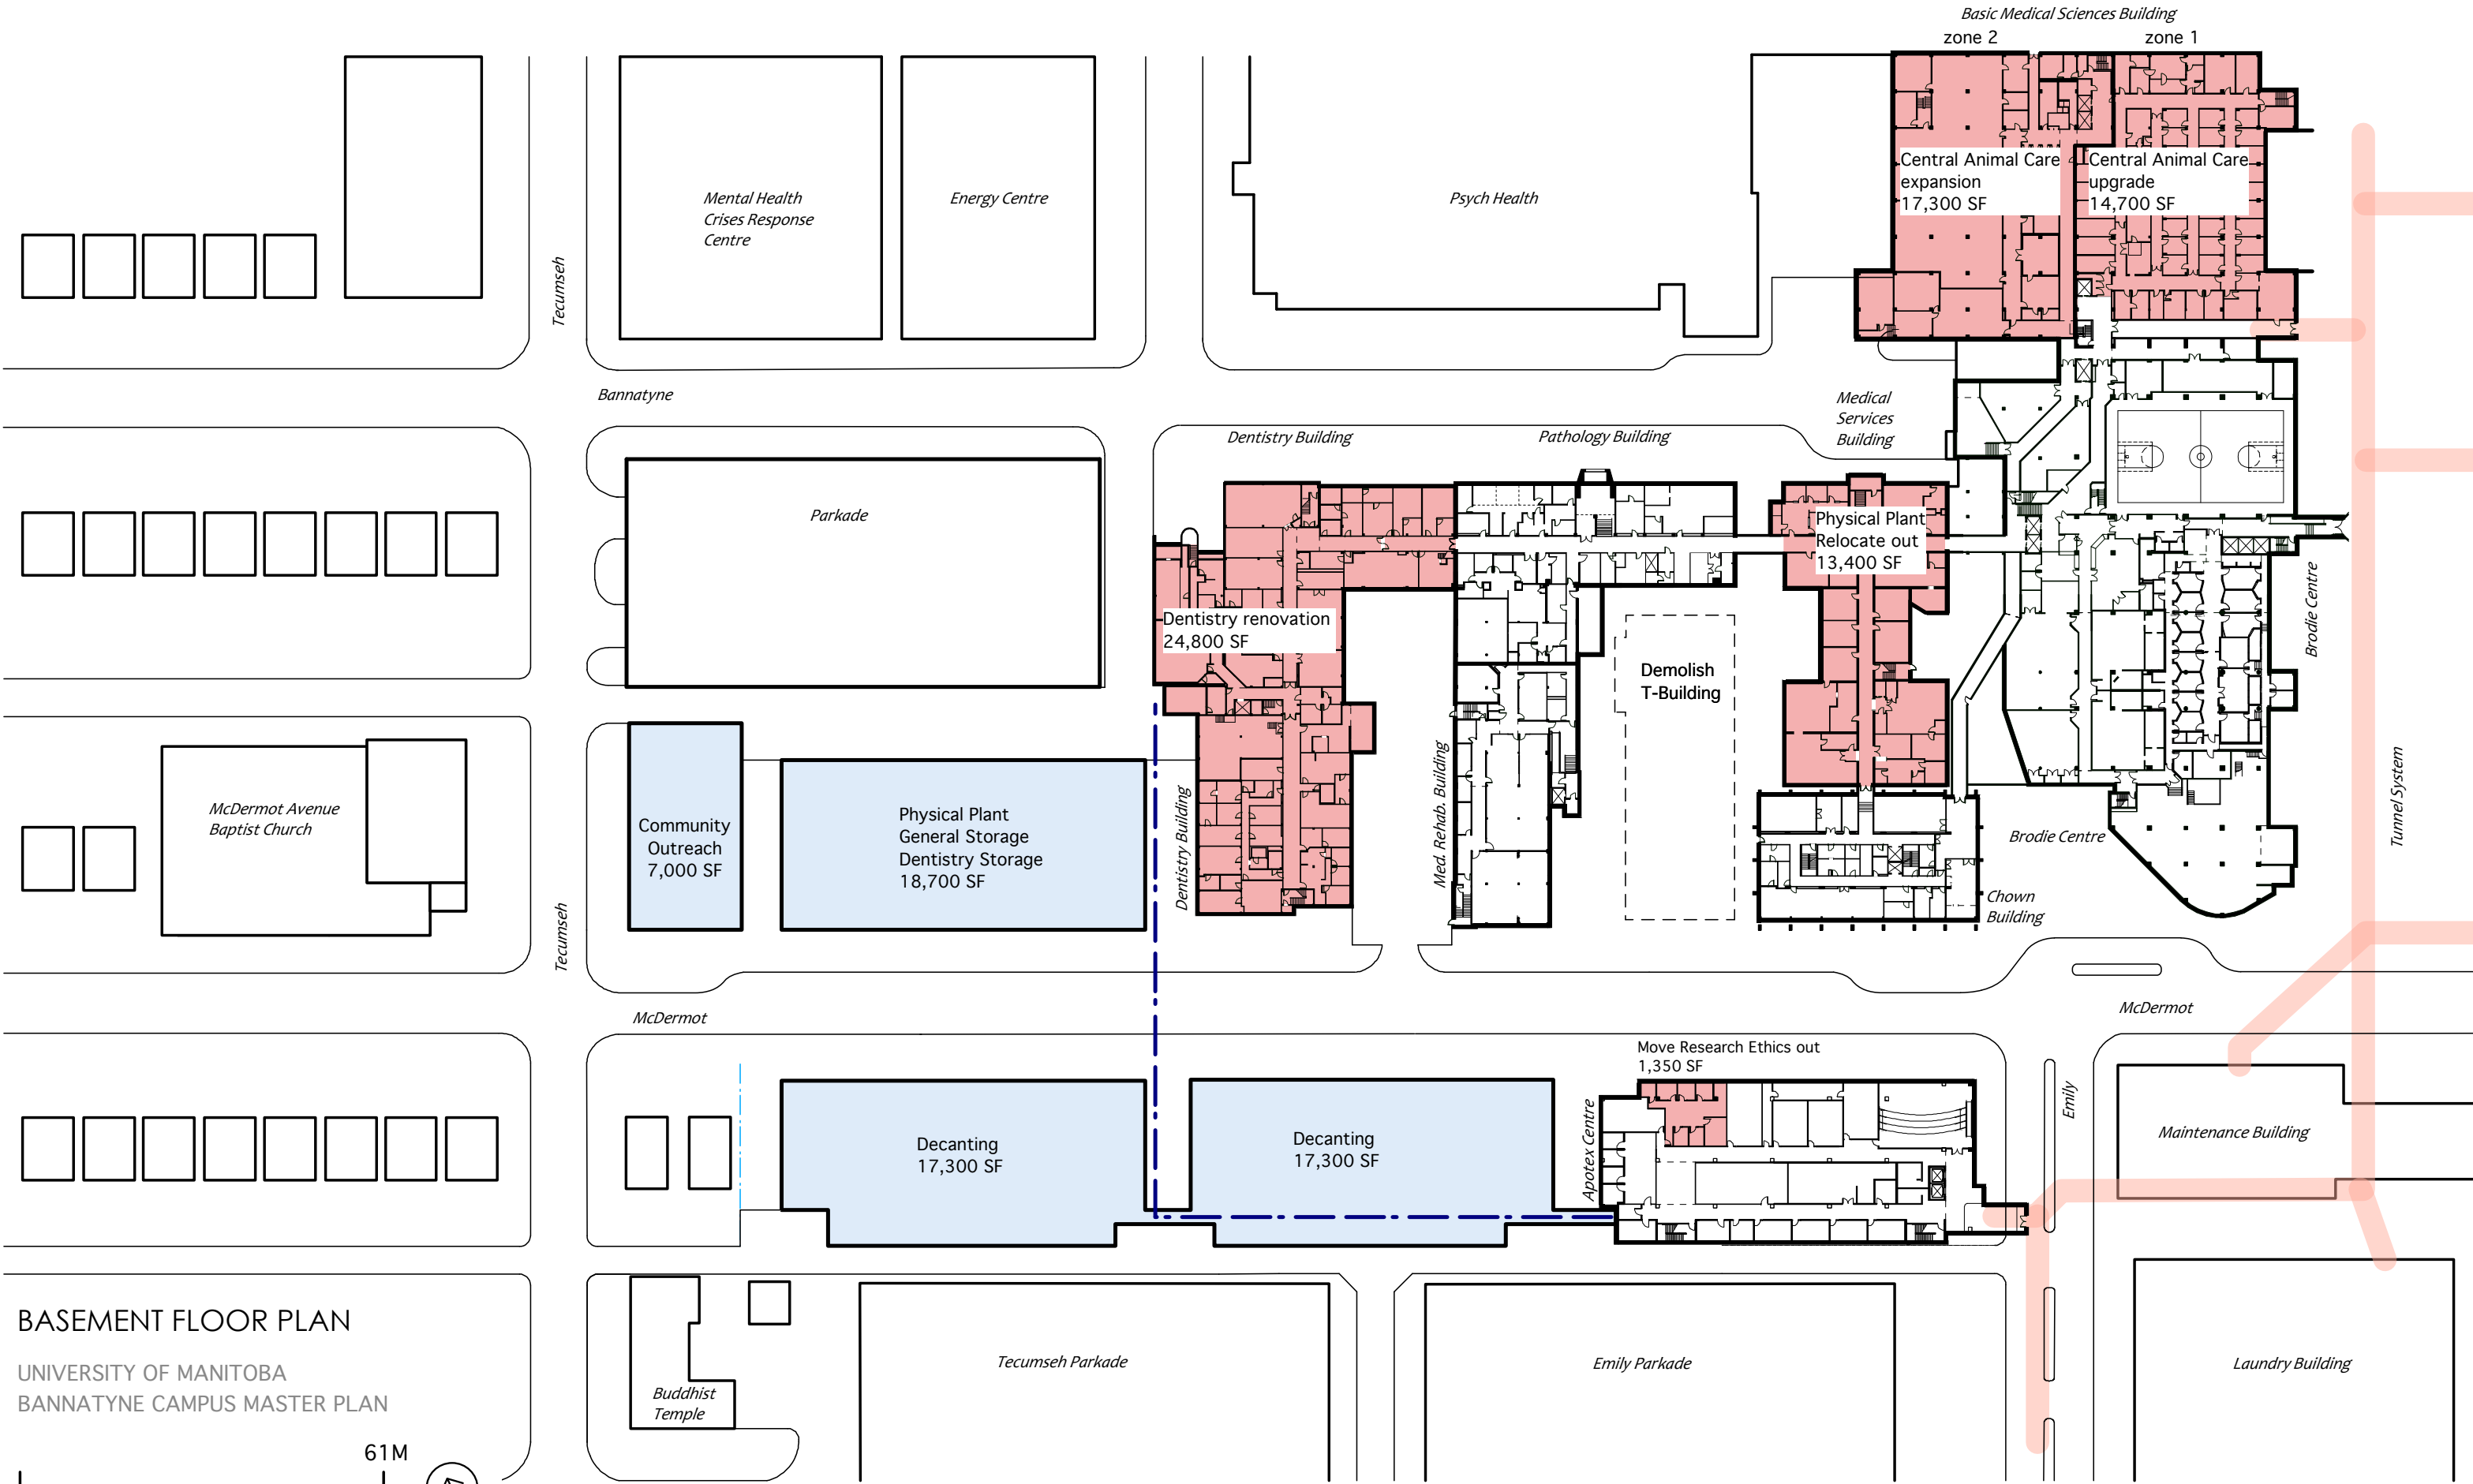 Basic Medical Sciences Building
zone 2
zone 1
Central Animal Care
expansion
17,300 SF
Central Animal Care
upgrade
14,700 SF
Mental Health
Crises Response
Centre
Energy Centre
Psych Health
Tecumseh
Bannatyne
Medical
Services
Building
Dentistry Building
Pathology Building
Parkade
Physical Plant
Relocate out
13,400 SF
Dentistry renovation
24,800 SF
Demolish
T-Building
Brodie Centre
Tunnel System
McDermot Avenue
Baptist Church
Community
Outreach
7,000 SF
Physical Plant
General Storage
Dentistry Storage
18,700 SF
Dentistry Building
Med. Rehab. Building
Brodie Centre
Chown
Building
Tecumseh
McDermot
McDermot
Move Research Ethics out
1,350 SF
Decanting
17,300 SF
Decanting
17,300 SF
Apotex Centre
Emily
Maintenance Building
BASEMENT FLOOR PLAN
UNIVERSITY OF MANITOBA
BANNATYNE CAMPUS MASTER PLAN
61M
Buddhist
Temple
Tecumseh Parkade
Emily Parkade
Laundry Building